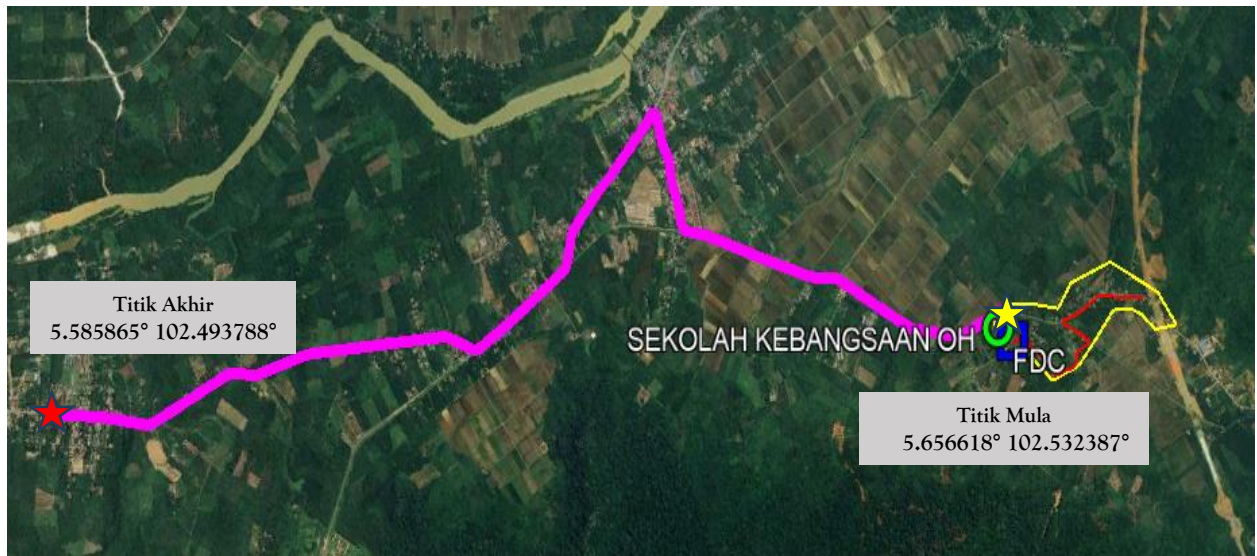 Titik Akhir
5.585865° 102.493788°
SEKOLAH KEBANGSAAN OH
FDC
Titik Mula
5.656618° 102.532387°